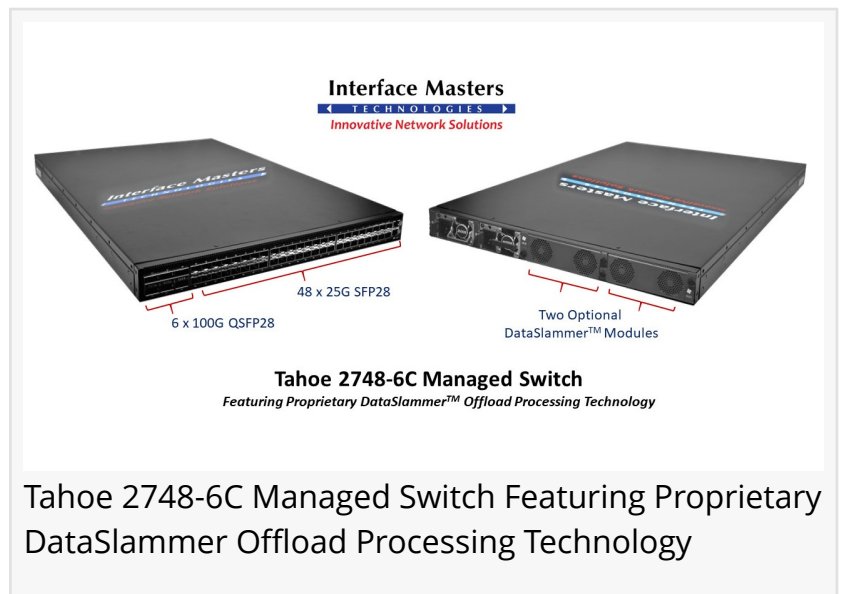 Interface Masters
TECHNOLOGIES
Innovative Network Solutions
Interface Masters
TECHNOLOGIES
Interface Masters
48 x 25G SFP28
6 x 100G QSFP28
Two Optional
DataSlammer™ Modules
Tahoe 2748-6C Managed Switch
Featuring Proprietary DataSlammer™ Offload Processing Technology
Tahoe 2748-6C Managed Switch Featuring Proprietary
DataSlammer Offload Processing Technology